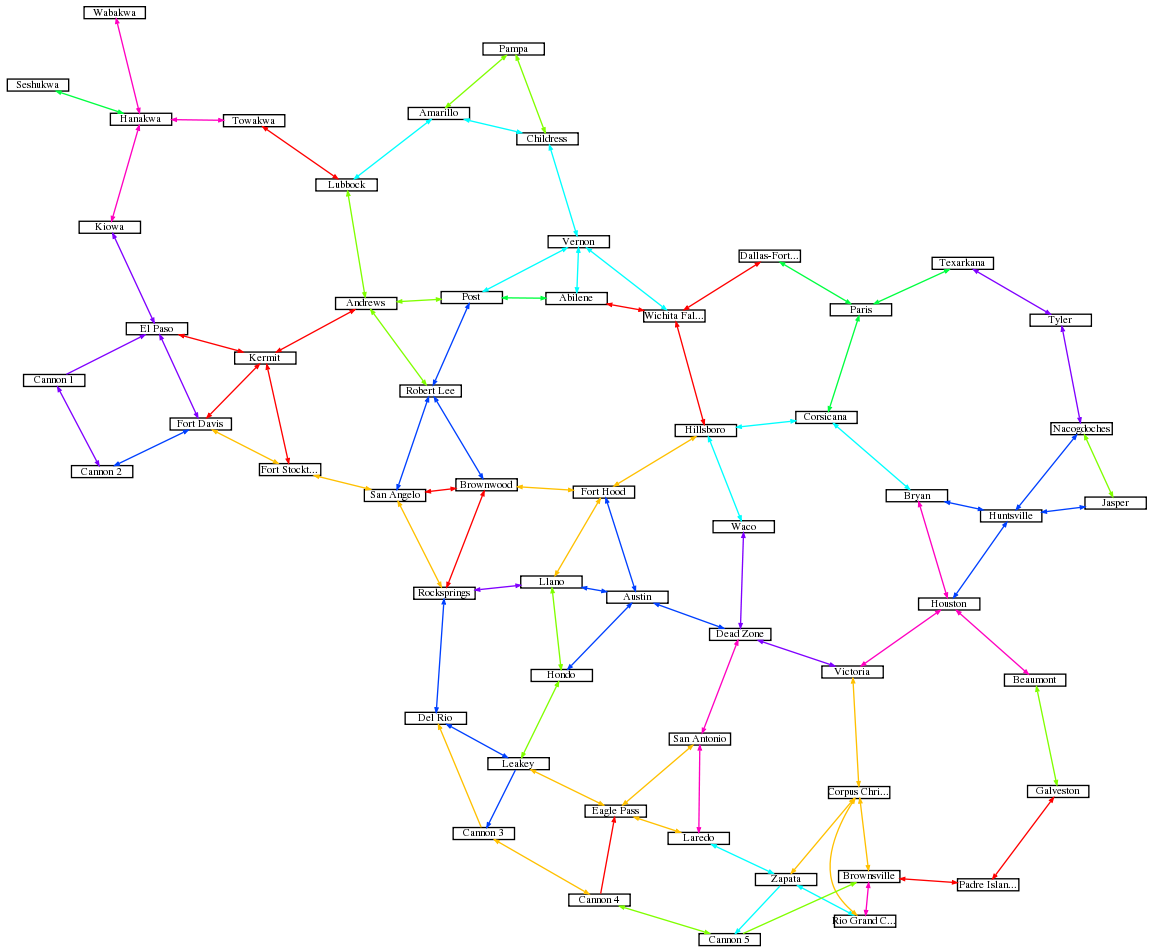 Wabakwa
Pampa
Seshukwa
Amarillo
Hanakwa
Towakwa
Childress
Lubbock
Kiowa
Vernon
Dallas-Fort...
Texarkana
Post
Abilene
Andrews
Paris
Wichita Fal...
Tyler
El Paso
Kermit
Cannon 1
Robert Lee
Corsicana
Fort Davis
Hillsboro
Nacogdoches
Fort Stockt...
Cannon 2
Brownwood
Fort Hood
San Angelo
Bryan
Jasper
Huntsville
Waco
Llano
Rocksprings
Austin
Houston
Dead Zone
Victoria
Hondo
Beaumont
Del Rio
San Antonio
Leakey
Corpus Chri...
Galveston
Eagle Pass
Cannon 3
Laredo
Zapata
Brownsville
Padre Islan...
Cannon 4
Rio Grand C...
Cannon 5